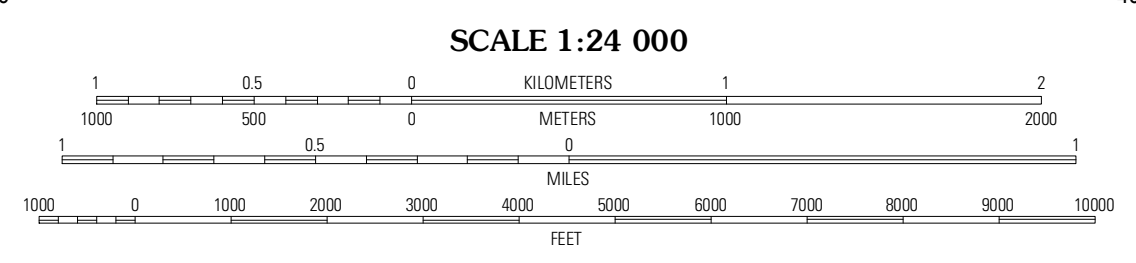 SCALE 1:24 000
1 0.5 0 KILOMETERS 1 2
1000 500 0 METERS 1000 2000
1 0.5 0 1
MILES
1000 0 1000 2000 3000 4000 5000 6000 7000 8000 9000 10000
FEET